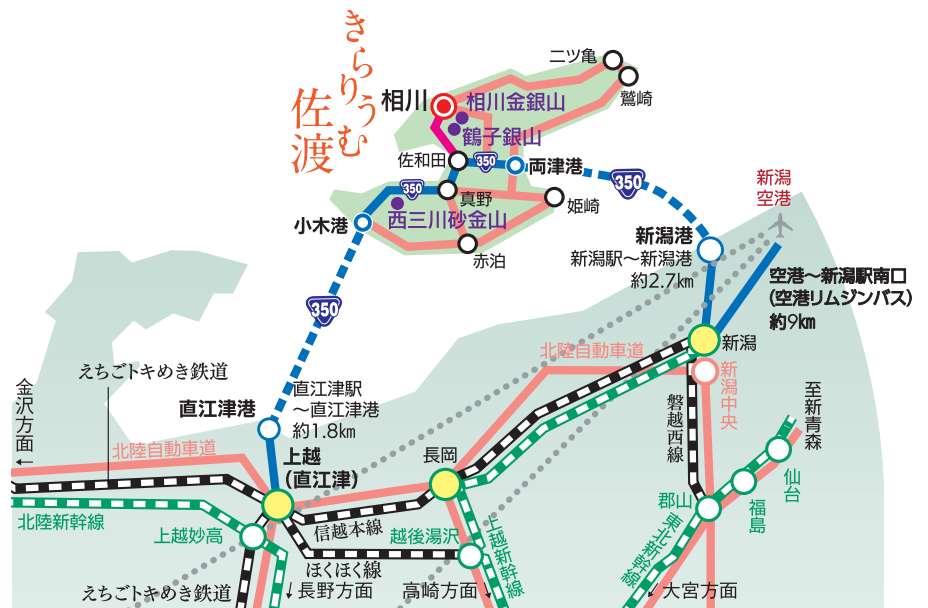 きらりうむ
佐渡
ニツ亀
鷲崎
相川
相川金銀山
鶴子銀山
佐和田
350
両津港
350
新潟
空港
350
真野
姫崎
西三川砂金山
小木港
赤泊
新潟港
新潟駅～新潟港
約2.7km
空港～新潟駅南口
(空港リムジンバス)
約9km
350
新潟
北陸自動車道
新潟中央
えちごトキめき鉄道
金沢方面
←
直江津港
直江津駅
～直江津港
約1.8km
磐越西線
至新青森
北陸自動車道
上越
(直江津)
長岡
仙台
福島
郡山
北陸新幹線
上越妙高
信越本線
越後湯沢
上越新幹線
東北新幹線
ほくほく線
えちごトキめき鉄道
↓長野方面
高崎方面↓
↙大宮方面